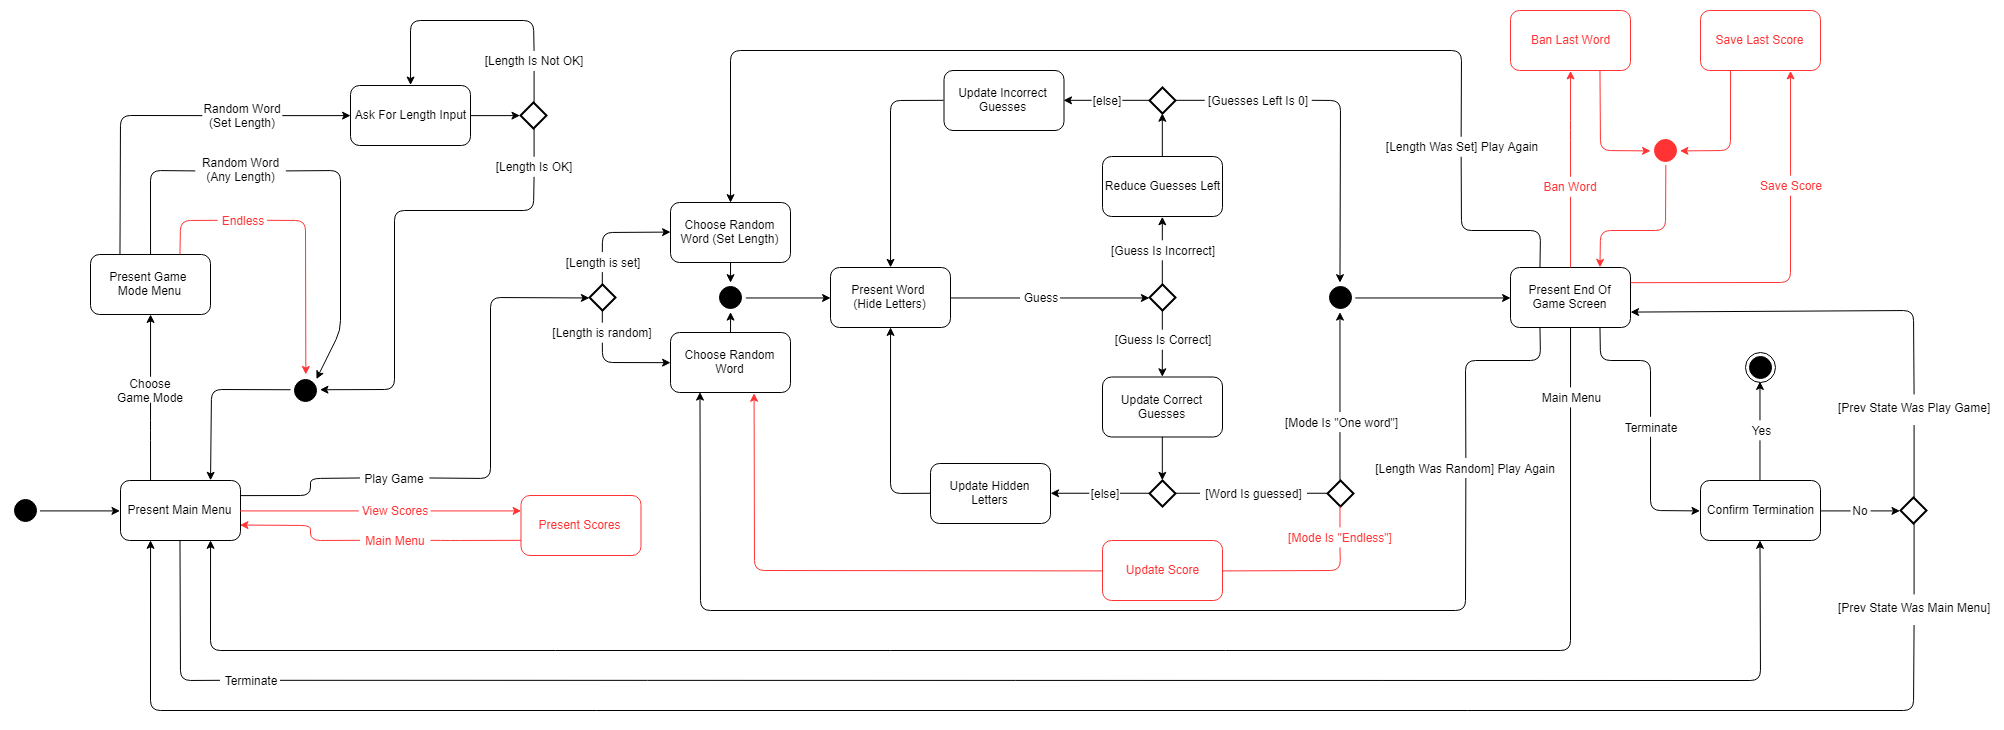 Ban Last Word
Save Last Score
[Length Is Not OK]
Update Incorrect
Guesses
[else]
[Guesses Left Is 0]
Random Word
(Set Length)
Ask For Length Input
[Length Was Set] Play Again
Random Word
(Any Length)
[Length Is OK]
Reduce Guesses Left
Ban Word
Save Score
Endless
Choose Random
Word (Set Length)
[Length is set]
[Guess Is Incorrect]
Present Game
Mode Menu
Present Word
(Hide Letters)
Guess
Present End Of
Game Screen
[Length is random]
[Guess Is Correct]
Choose Random
Word
Choose
Game Mode
Update Correct
Guesses
Main Menu
[Prev State Was Play Game]
[Mode Is "One word"]
Terminate
Yes
[Length Was Random] Play Again
Play Game
Update Hidden
Letters
[else]
[Word Is guessed]
Present Main Menu
View Scores
Present Scores
Confirm Termination
No
Main Menu
[Mode Is "Endless"]
Update Score
[Prev State Was Main Menu]
Terminate